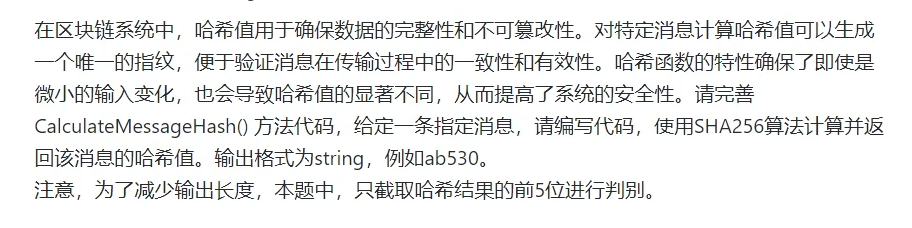 在区块链系统中，哈希值用于确保数据的完整性和不可篡改性。对特定消息计算哈希值可以生成
一个唯一的指纹，便于验证消息在传输过程中的一致性和有效性。哈希函数的特性确保了即使是
微小的输入变化，也会导致哈希值的显著不同，从而提高了系统的安全性。请完善
CalculateMessageHash() 方法代码，给定一条指定消息，请编写代码，使用SHA256算法计算并返
回该消息的哈希值。输出格式为string，例如ab530。
注意，为了减少输出长度，本题中，只截取哈希结果的前5位进行判别。